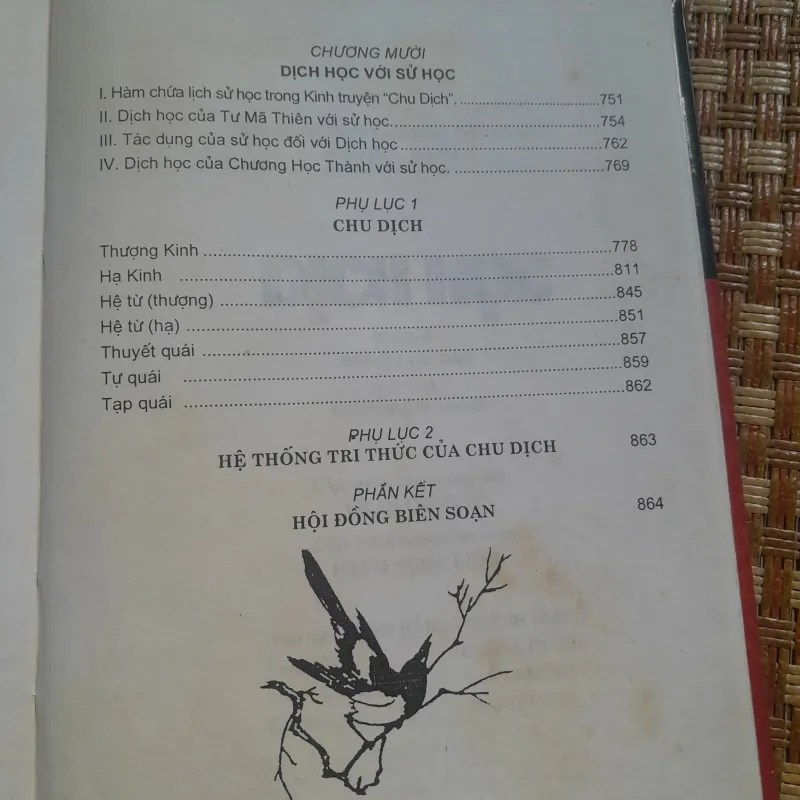 CHƯƠNG MƯỜI
DỊCH HỌC VỚI SỬ HỌC
I. Hàm chứa lịch sử học trong Kinh truyện “Chu Dịch”. ........................751
II. Dịch học của Tư Mã Thiên với sử học....................................754
III. Tác dụng của sử học đối với Dịch học ..................................762
IV. Dịch học của Chương Học Thành với sử học. ..........................769
PHỤ LỤC 1
CHU DỊCH
Thượng Kinh ..............................................................778
Hạ Kinh ..............................................................811
Hệ từ (thượng) ..............................................................845
Hệ từ (hạ) ..............................................................851
Thuyết quái ..............................................................857
Tự quái ..............................................................859
Tạp quái ..............................................................862
PHỤ LỤC 2
HỆ THỐNG TRI THỨC CỦA CHU DỊCH 863
PHẦN KẾT
HỘI ĐỒNG BIÊN SOẠN 864